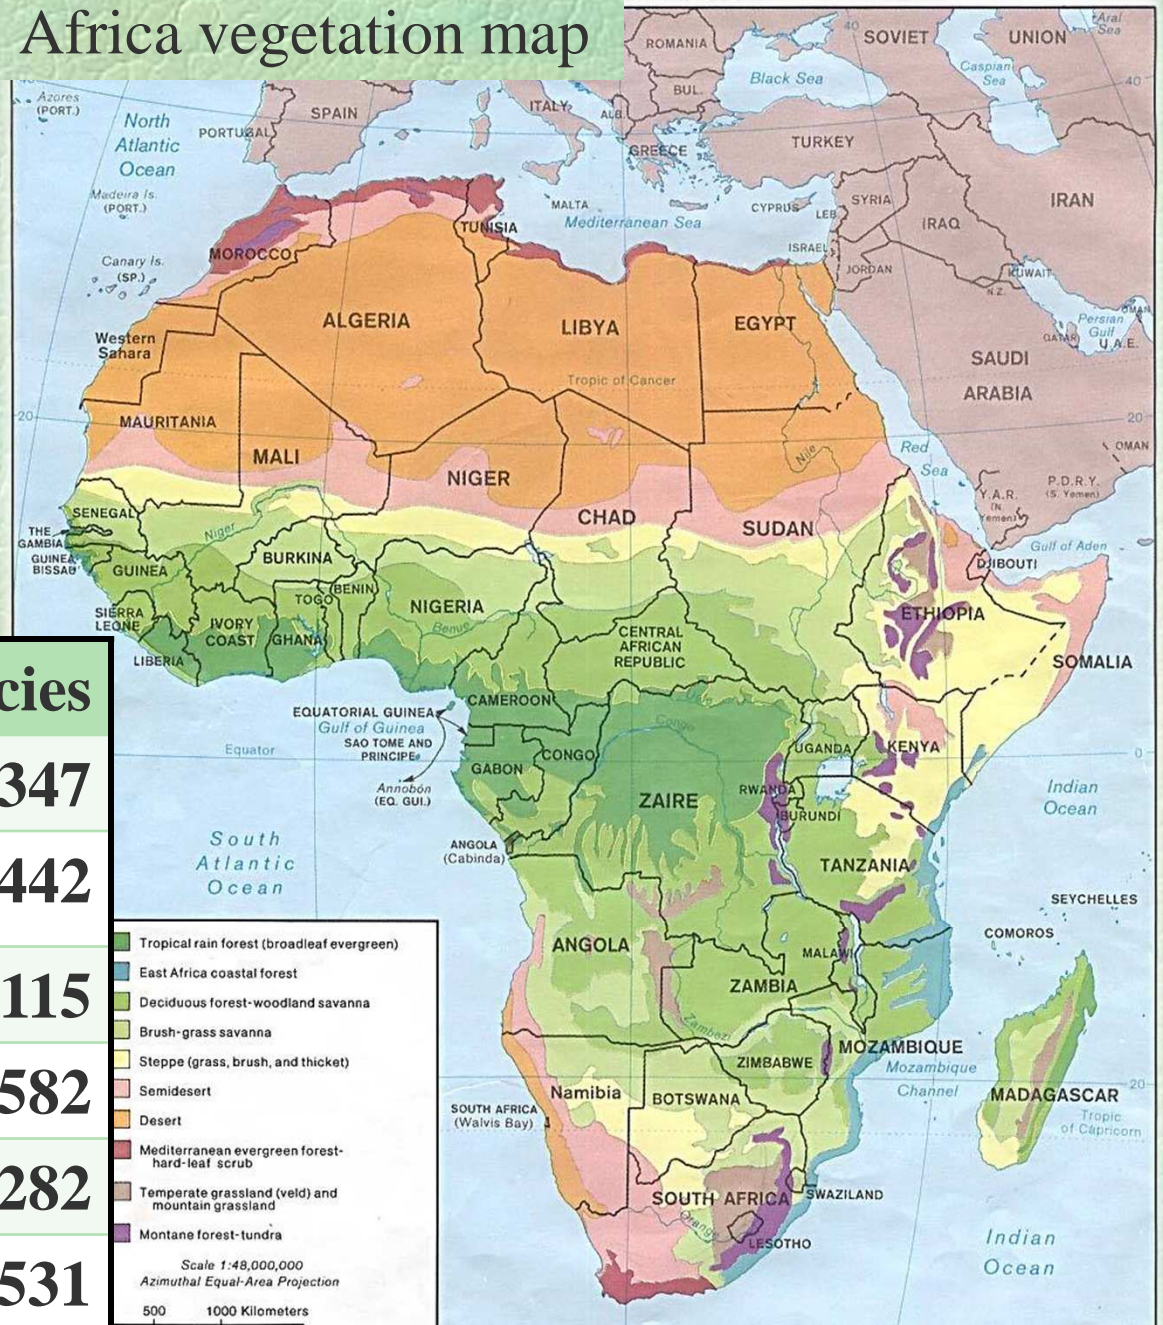 Africa vegetation map
40
SOVIET
UNION
Aral
Sea
ROMANIA
Caspian
Sea
Black Sea
40
BUL.
Azores
(PORT.)
SPAIN
ITALY
ALB.
North
Atlantic
Ocean
PORTUGAL
GREECE
TURKEY
Madeira Is.
(PORT.)
MALTA
Mediterranean Sea
CYPRUS
LEB.
SYRIA
IRAQ
IRAN
TUNISIA
MOROCCO
ISRAEL
JORDAN
Canary Is.
(SP.)
KUWAIT
N.Z.
Western
Sahara
ALGERIA
LIBYA
EGYPT
Persian
Gulf
OMAN
QATAR
U.A.E.
SAUDI
ARABIA
Tropic of Cancer
20
20
MAURITANIA
MALI
NIGER
Nile
Red
Sea
OMAN
CHAD
SUDAN
Y.A.R.
(N.
Yemen)
P.D.R.Y.
(S. Yemen)
SENEGAL
THE
GAMBIA
GUINEA
BISSAU
Niger
GUINEA
BURKINA
Gulf of Aden
DJIBOUTI
BENIN
TOGO
NIGERIA
Benue
SIERRA
LEONE
IVORY
COAST
GHANA
LIBERIA
CENTRAL
AFRICAN
REPUBLIC
ETHIOPIA
SOMALIA
cies
347
442
115
582
282
531
CAMEROON
EQUATORIAL GUINEA
Gulf of Guinea
SAO TOME AND
PRINCIPE
Equator
Congo
CONGO
GABON
UGANDA
KENYA
0
Annobón
(EQ. GUI.)
ZAIRE
RWANDA
BURUNDI
Indian
Ocean
South
Atlantic
Ocean
ANGOLA
(Cabinda)
TANZANIA
SEYCHELLES
COMOROS
ANGOLA
MALAWI
ZAMBIA
Zambezi
MOZAMBIQUE
ZIMBABWE
Mozambique
Channel
20
Namibia
BOTSWANA
MADAGASCAR
SOUTH AFRICA
(Walvis Bay)
Tropic
of Capricorn
SOUTH AFRICA
SWAZILAND
Orange
LESOTHO
Indian
Ocean
Tropical rain forest (broadleaf evergreen)
East Africa coastal forest
Deciduous forest-woodland savanna
Brush-grass savanna
Steppe (grass, brush, and thicket)
Semidesert
Desert
Mediterranean evergreen forest-
hard-leaf scrub
Temperate grassland (veld) and
mountain grassland
Montane forest-tundra
Scale 1:48,000,000
Azimuthal Equal-Area Projection
500
1000 Kilometers